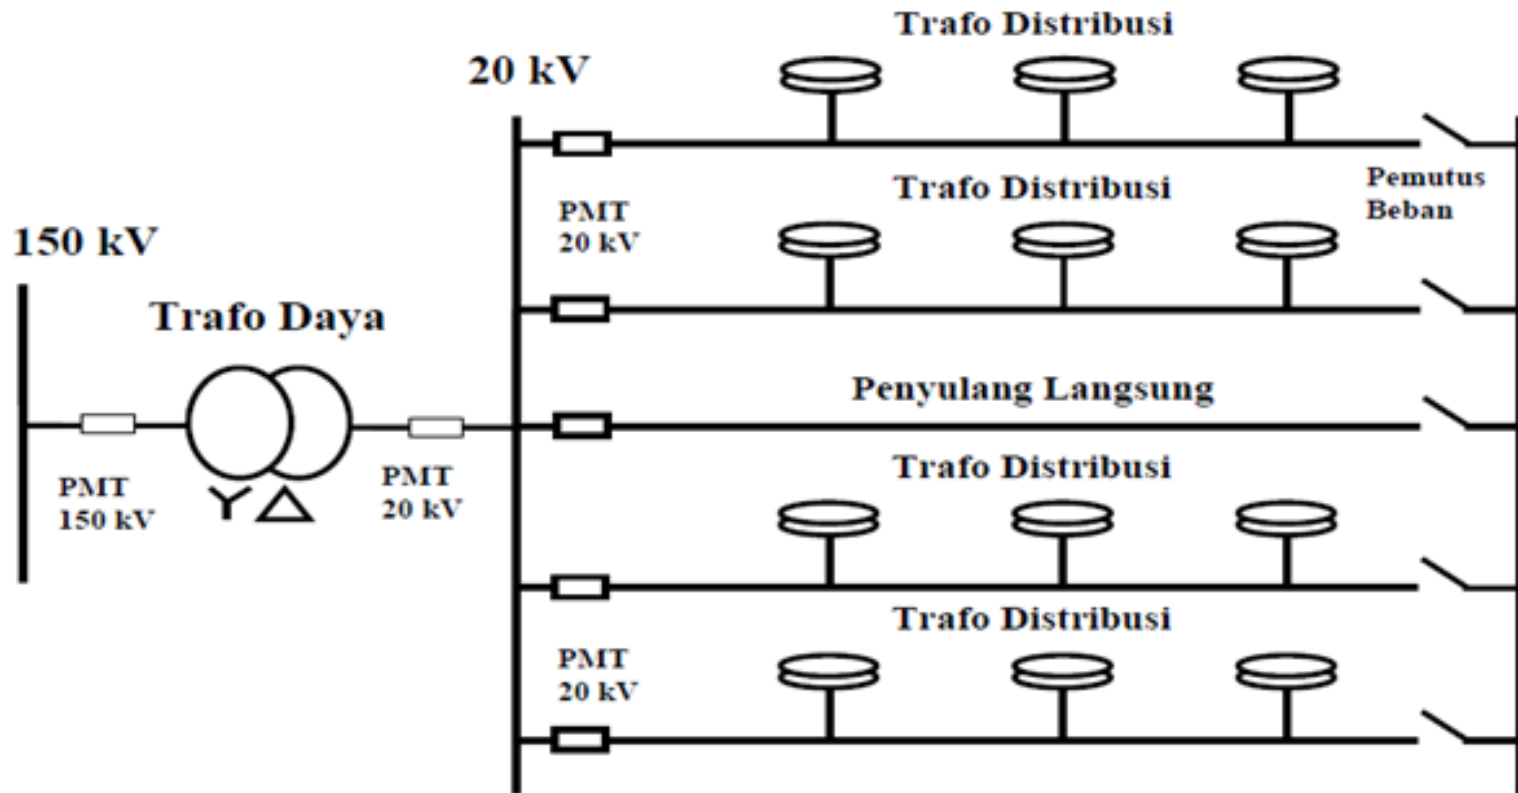 Trafo Distribusi
20 kV
Trafo Distribusi
Pemutus
Beban
PMT
20 kV
150 kV
Trafo Daya
Penyulang Langsung
Trafo Distribusi
PMT
150 kV
PMT
20 kV
Trafo Distribusi
PMT
20 kV